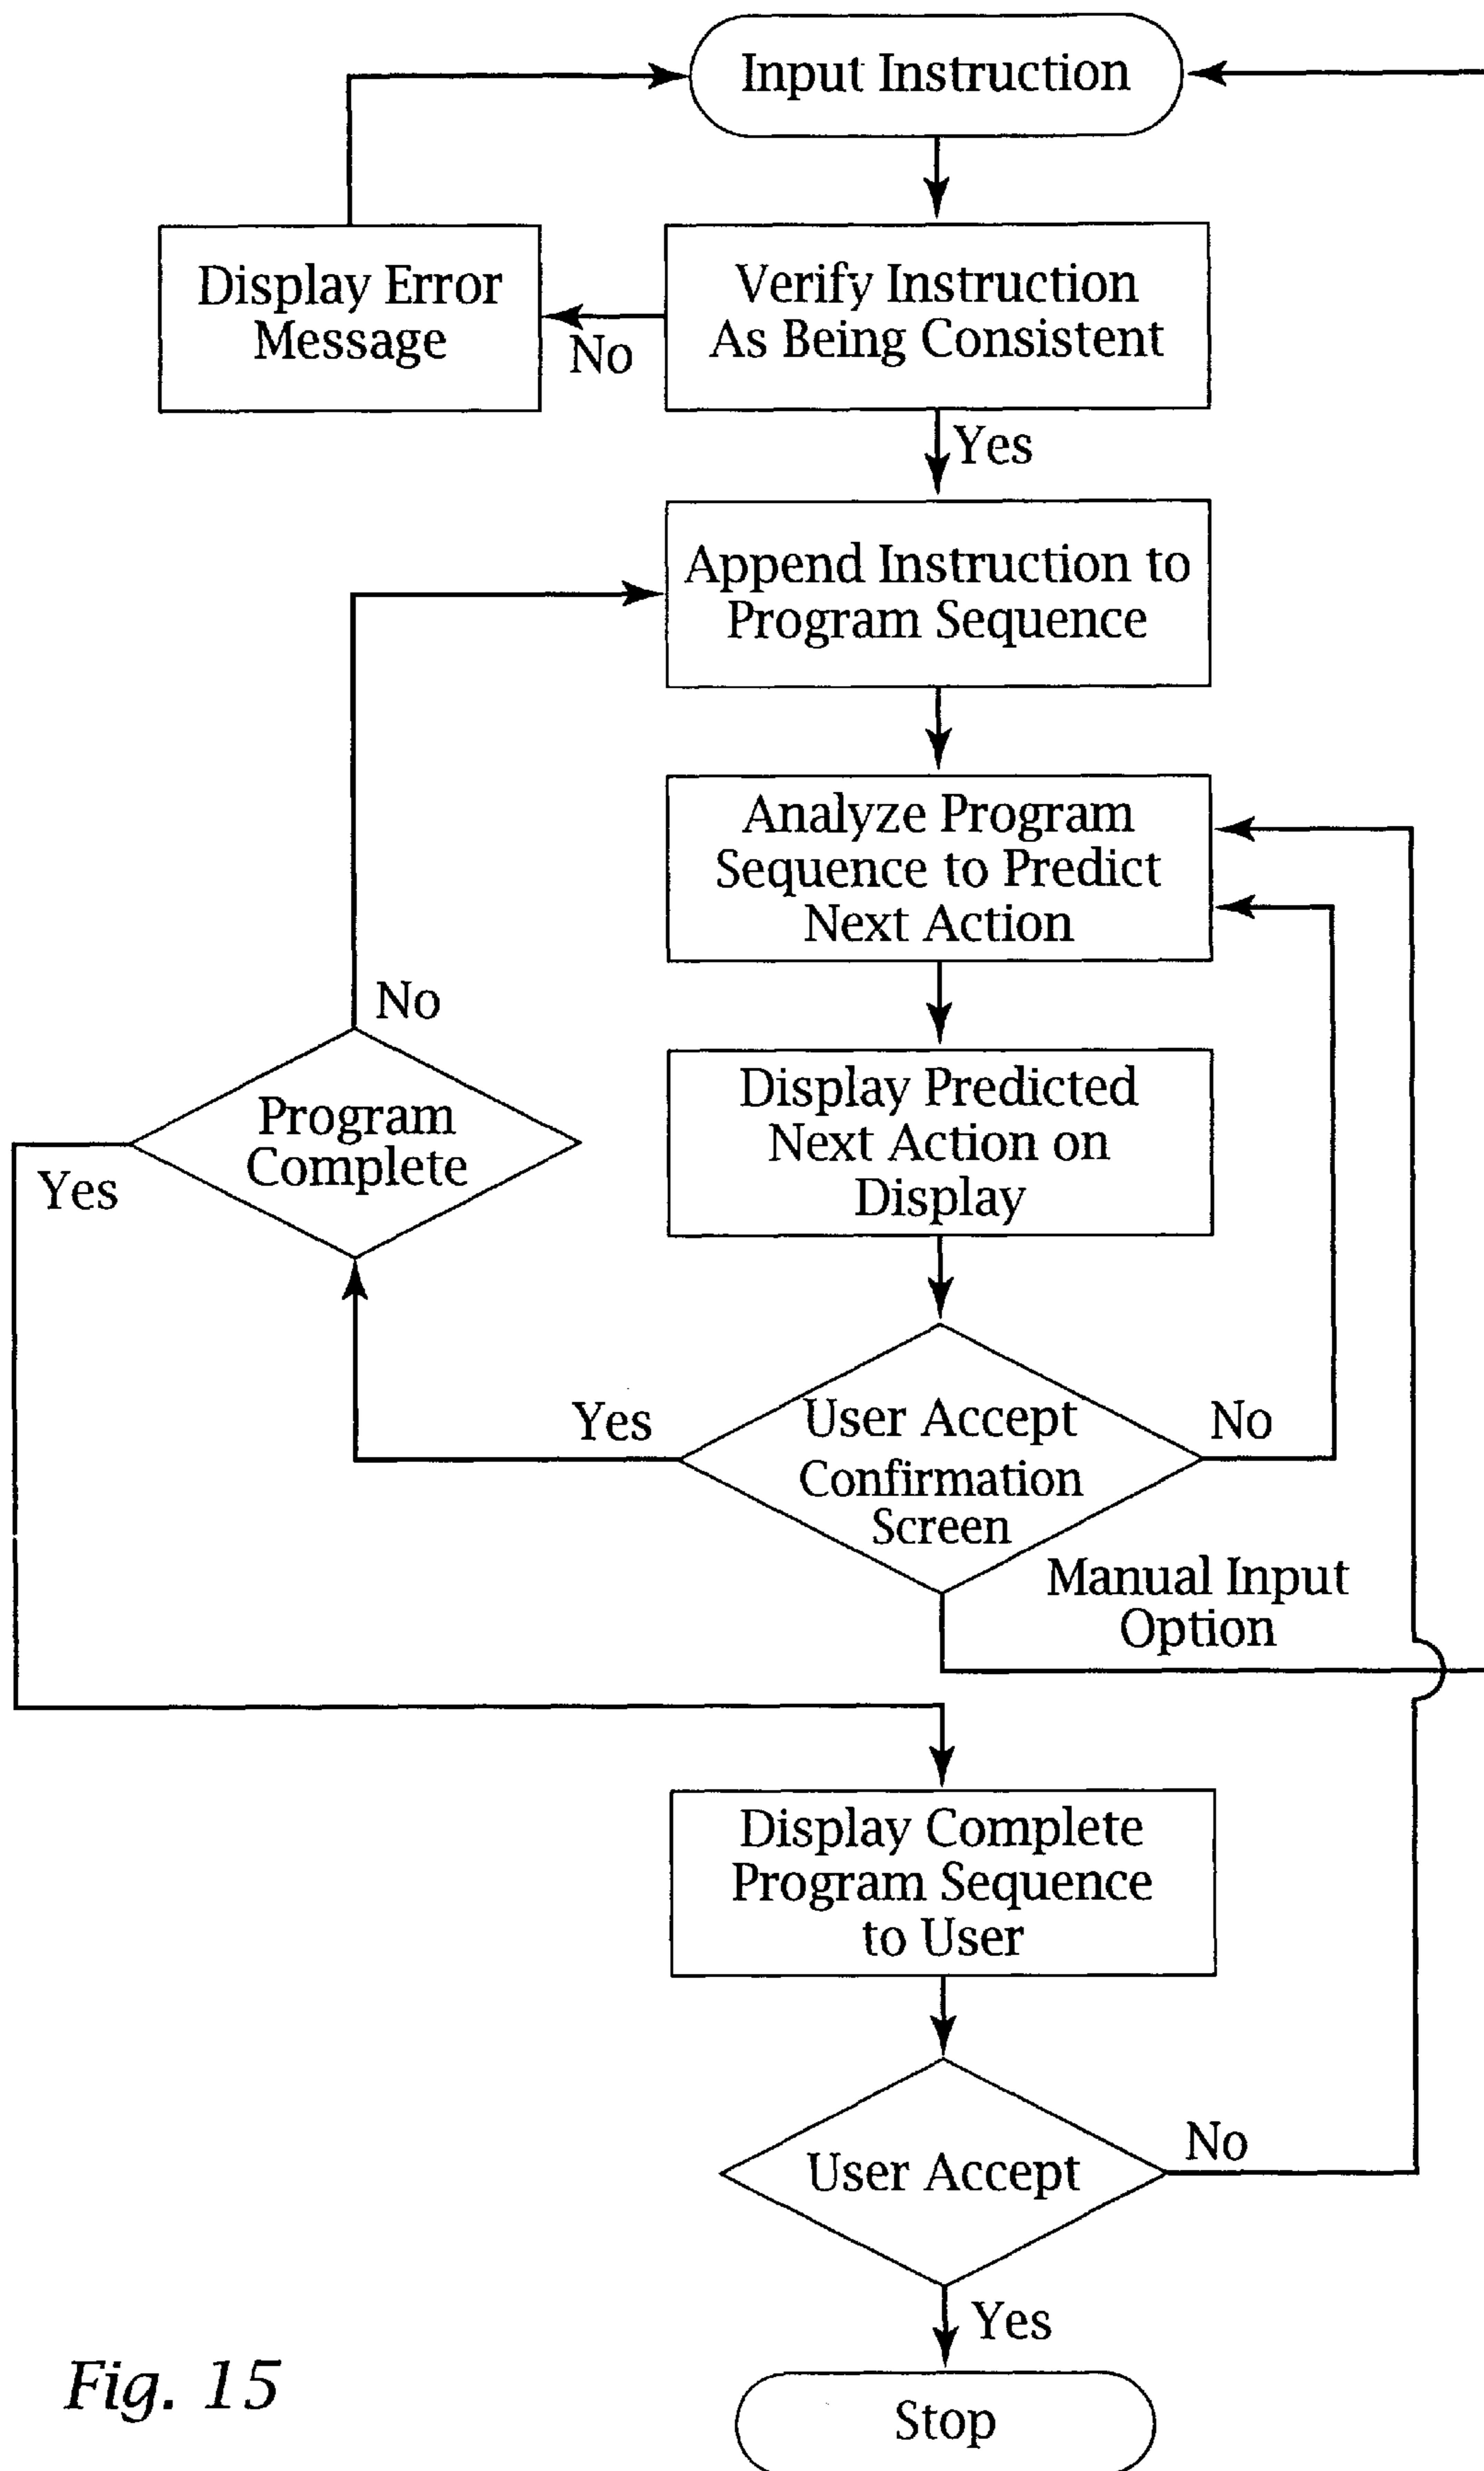 Input Instruction
Display Error
Message
No
Verify Instruction
As Being Consistent
Yes
Append Instruction to
Program Sequence
Analyze Program
Sequence to Predict
Next Action
No
Program
Complete
Yes
Display Predicted
Next Action on
Display
Yes
User Accept
Confirmation
Screen
No
Manual Input
Option
Display Complete
Program Sequence
to User
User Accept
No
Yes
Stop
Fig. 15